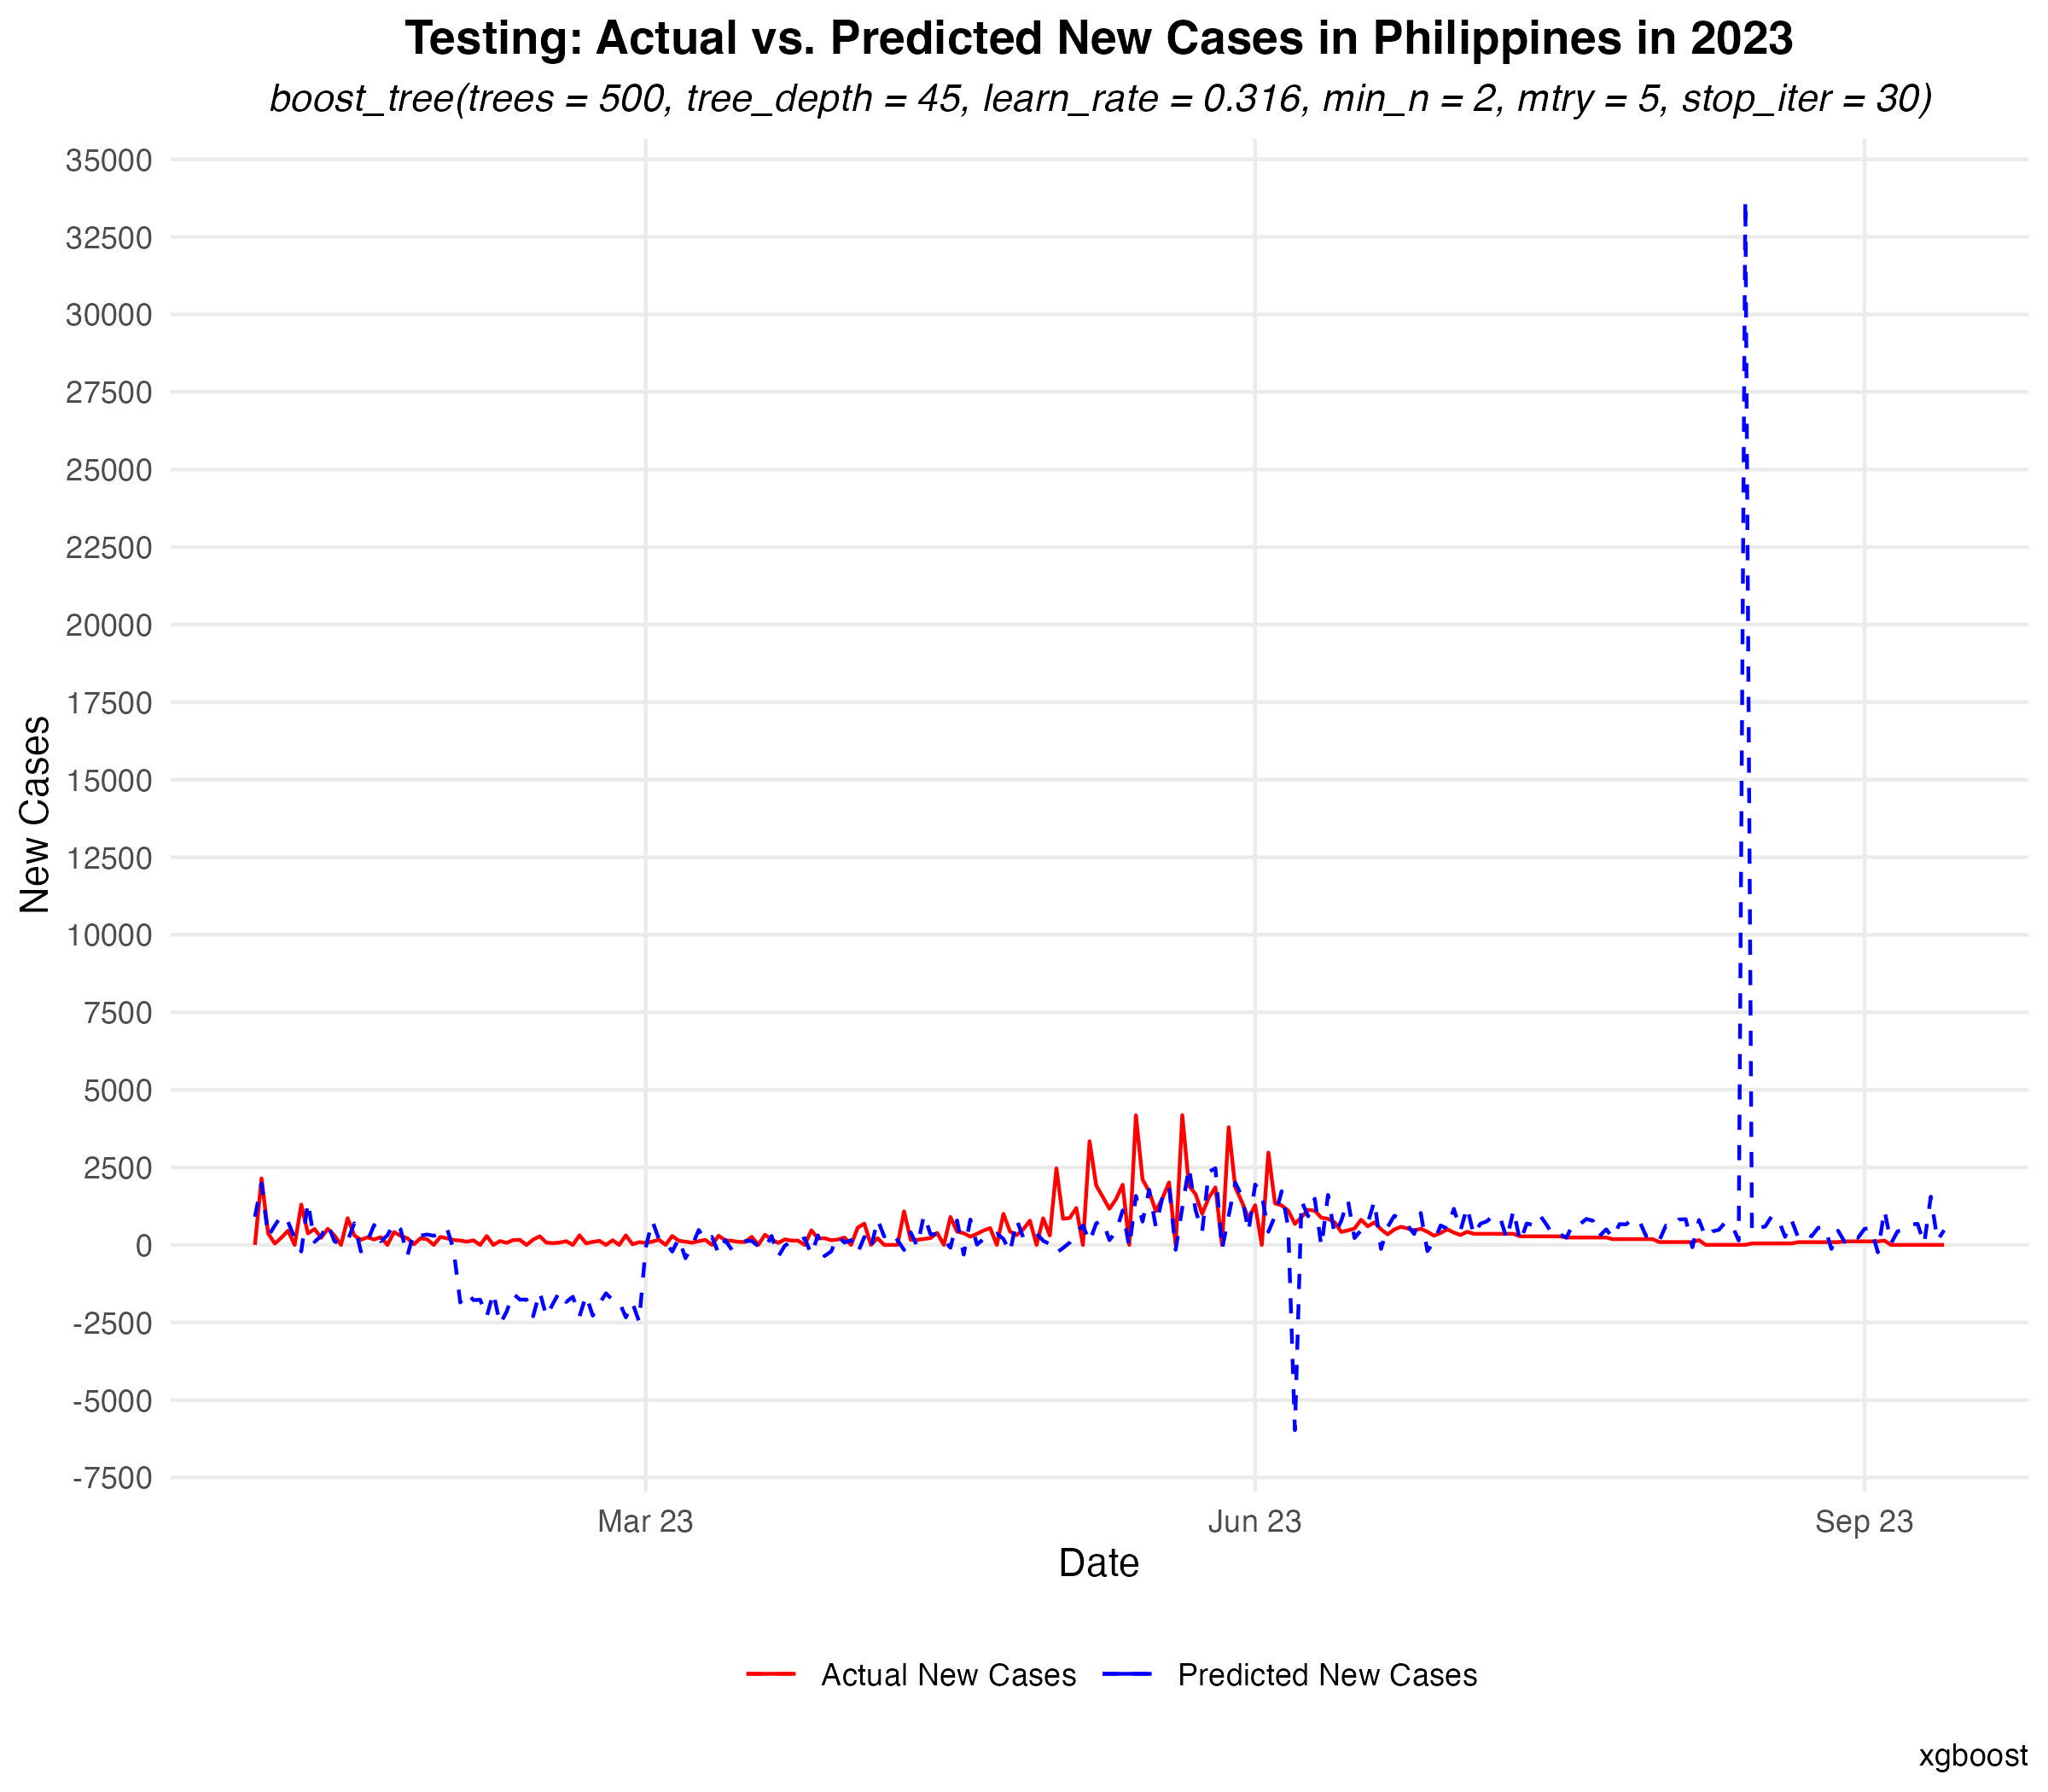 Testing: Actual vs. Predicted New Cases in Philippines in 2023
boost_tree(trees = 500, tree_depth = 45, learn_rate = 0.316, min_n = 2, mtry = 5, stop_iter = 30)
35000
32500
30000
27500
25000
22500
20000
17500
15000
12500
10000
7500
5000
2500
0
-2500
-5000
-7500
New Cases
Mar 23 Jun 23 Sep 23
Date
Actual New Cases Predicted New Cases
xgboost